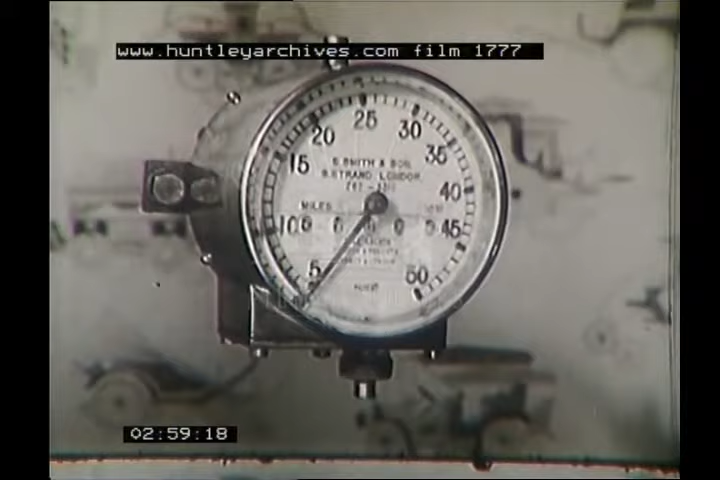 www.huntleyarchives.com film 1777
25
20 30
15 35
S. SMITH & SON,
9. STRAND, LONDON.
40
MILES
10 45
5 50
02:59:18